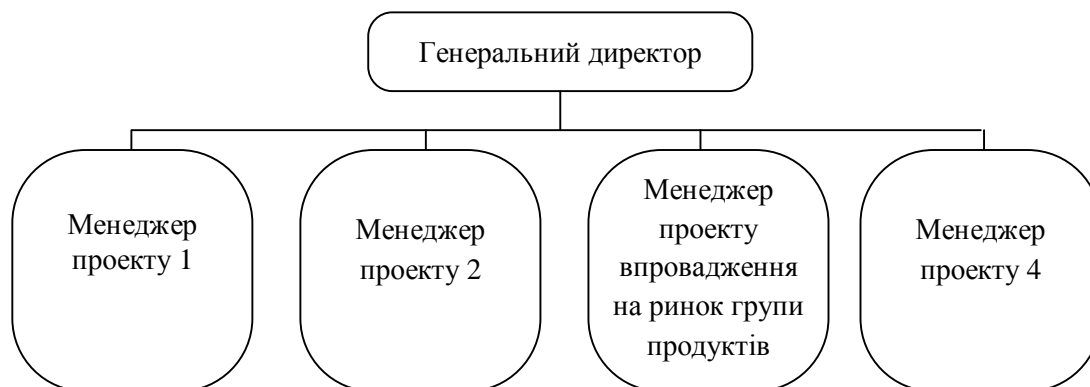 Генеральний директор
Менеджер
проекту 1
Менеджер
проекту 2
Менеджер
проекту
впровадження
на ринок групи
продуктів
Менеджер
проекту 4